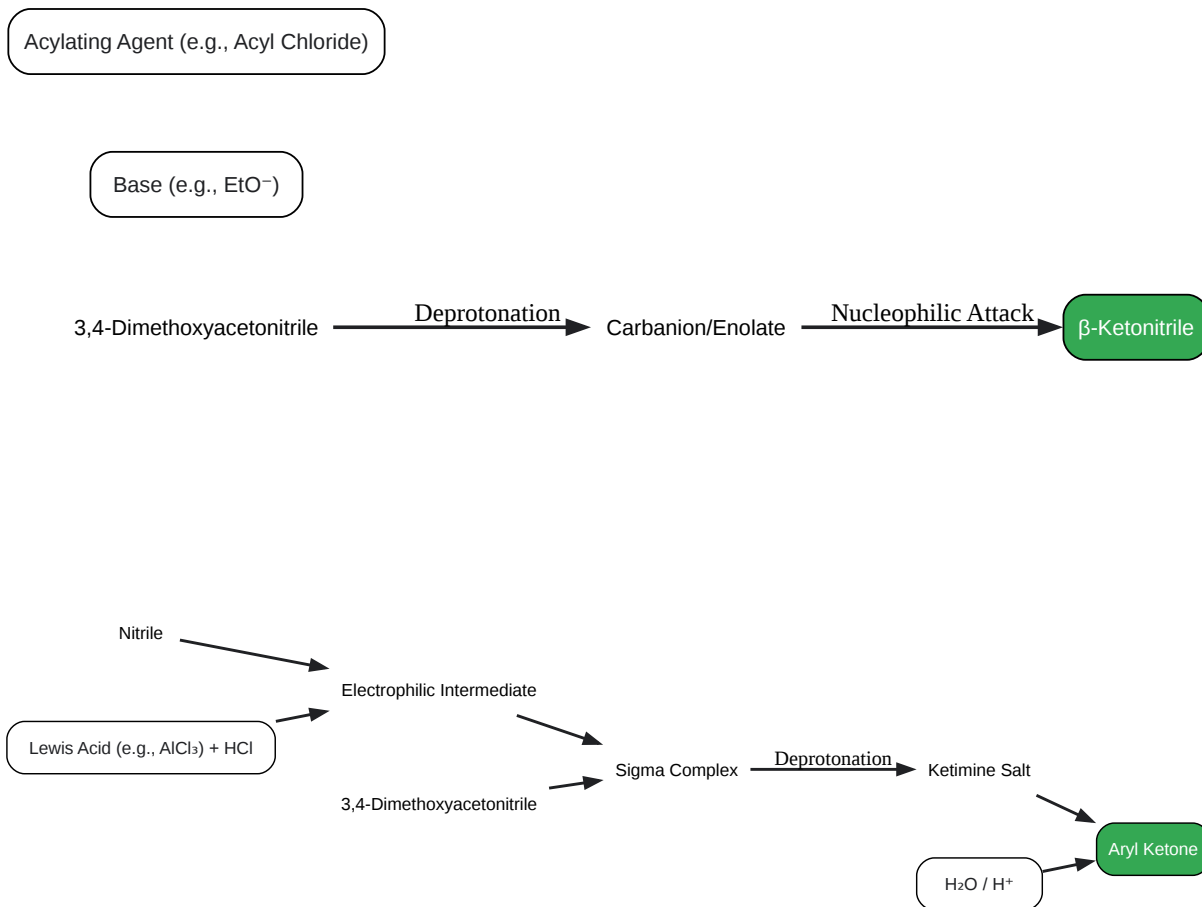 Acylating Agent (e.g., Acyl Chloride)
Base (e.g., EtO⁻)
3,4-Dimethoxyacetonitrile
Deprotonation
Carbanion/Enolate
Nucleophilic Attack
β-Ketonitrile
Nitrile
Electrophilic Intermediate
Lewis Acid (e.g., AlCl₃) + HCl
3,4-Dimethoxyacetonitrile
Sigma Complex
Deprotonation
Ketimine Salt
Aryl Ketone
H₂O / H⁺